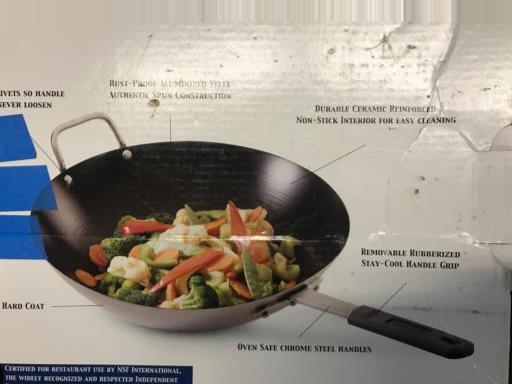 RIVETS SO HANDLE
NEVER LOOSEN
RUST-PROOF ALUMINIZED STEEL
AUTHENTIC SPUN CONSTRUCTION
DURABLE CERAMIC REINFORCED
NON-STICK INTERIOR FOR EASY CLEANING
REMOVABLE RUBBERIZED
STAY-COOL HANDLE GRIP
HARD COAT
OVEN SAFE CHROME STEEL HANDLES
CERTIFIED FOR RESTAURANT USE BY NSF INTERNATIONAL,
THE WIDELY RECOGNIZED AND RESPECTED INDEPENDENT